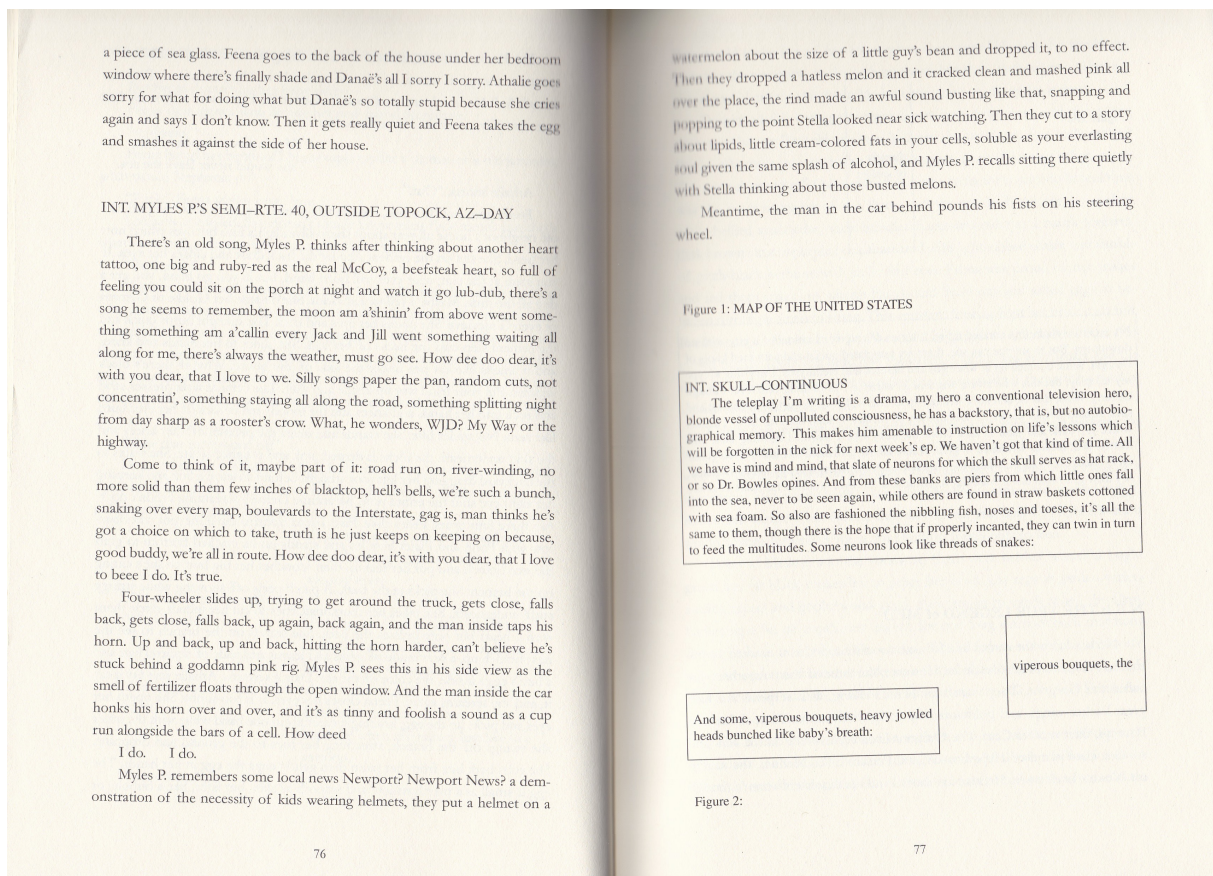 a piece of sea glass. Feena goes to the back of the house under her bedroom
window where there's finally shade and Danaë's all I sorry I sorry. Athalie goes
sorry for what for doing what but Danaë's so totally stupid because she cries
again and says I don't know. Then it gets really quiet and Feena takes the egg
and smashes it against the side of her house.
INT. MYLES P.'S SEMI–RTE. 40, OUTSIDE TOPOCK, AZ–DAY
There's an old song, Myles P. thinks after thinking about another heart
tattoo, one big and ruby-red as the real McCoy, a beefsteak heart, so full of
feeling you could sit on the porch at night and watch it go lub-dub, there's a
song he seems to remember, the moon am a'shinin' from above went some-
thing something am a'callin every Jack and Jill went something waiting all
along for me, there's always the weather, must go see. How dee doo dear, it's
with you dear, that I love to we. Silly songs paper the pan, random cuts, not
concentratin', something staying all along the road, something splitting night
from day sharp as a rooster's crow. What, he wonders, WJD? My Way or the
highway.
Come to think of it, maybe part of it: road run on, river-winding, no
more solid than them few inches of blacktop, hell's bells, we're such a bunch,
snaking over every map, boulevards to the Interstate, gag is, man thinks he's
got a choice on which to take, truth is he just keeps on keeping on because,
good buddy, we're all in route. How dee doo dear, it's with you dear, that I love
to beee I do. It's true.
Four-wheeler slides up, trying to get around the truck, gets close, falls
back, gets close, falls back, up again, back again, and the man inside taps his
horn. Up and back, up and back, hitting the horn harder, can't believe he's
stuck behind a goddamn pink rig. Myles P. sees this in his side view as the
smell of fertilizer floats through the open window. And the man inside the car
honks his horn over and over, and it's as tinny and foolish a sound as a cup
run alongside the bars of a cell. How deed
I do. I do.
Myles P. remembers some local news Newport? Newport News? a dem-
onstration of the necessity of kids wearing helmets, they put a helmet on a
76
watermelon about the size of a little guy's bean and dropped it, to no effect.
Then they dropped a hatless melon and it cracked clean and mashed pink all
over the place, the rind made an awful sound busting like that, snapping and
popping to the point Stella looked near sick watching. Then they cut to a story
about lipids, little cream-colored fats in your cells, soluble as your everlasting
soul given the same splash of alcohol, and Myles P. recalls sitting there quietly
with Stella thinking about those busted melons.
Meantime, the man in the car behind pounds his fists on his steering
wheel.
Figure 1: MAP OF THE UNITED STATES
INT. SKULL–CONTINUOUS
The teleplay I'm writing is a drama, my hero a conventional television hero,
blonde vessel of unpolluted consciousness, he has a backstory, that is, but no autobio-
graphical memory. This makes him amenable to instruction on life's lessons which
will be forgotten in the nick for next week's ep. We haven't got that kind of time. All
we have is mind and mind, that slate of neurons for which the skull serves as hat rack,
or so Dr. Bowles opines. And from these banks are piers from which little ones fall
into the sea, never to be seen again, while others are found in straw baskets cottoned
with sea foam. So also are fashioned the nibbling fish, noses and toeses, it's all the
same to them, though there is the hope that if properly incanted, they can twin in turn
to feed the multitudes. Some neurons look like threads of snakes:
viperous bouquets, the
And some, viperous bouquets, heavy jowled
heads bunched like baby's breath:
Figure 2:
77